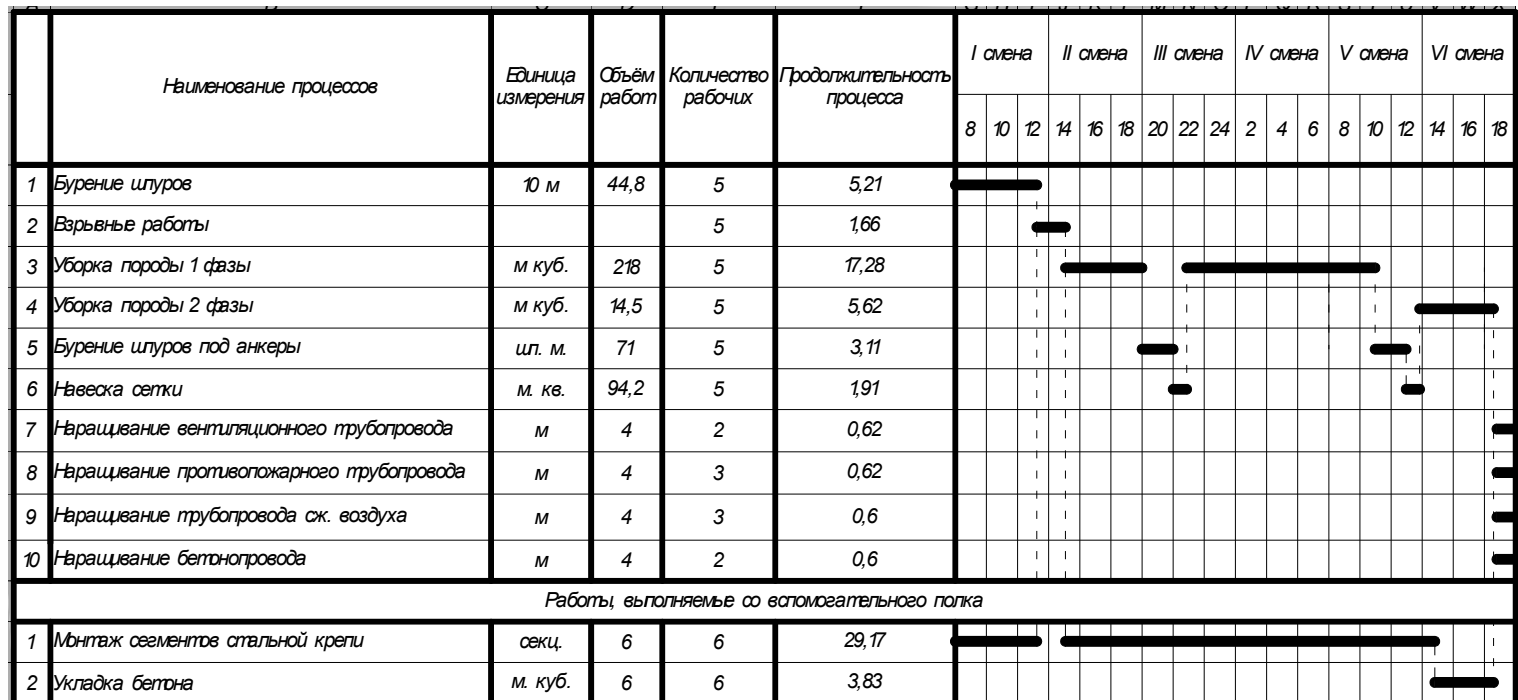 Наименование процессов
Единица
измерения
Объём
работ
Количество
рабочих
Продолжительность
процесса
I смена II смена III смена IV смена V смена VI смена
8 10 12 14 16 18 20 22 24 2 4 6 8 10 12 14 16 18
1 Бурение шпуров 10 м 44,8 5 5,21
2 Взрывные работы 5 1,66
3 Уборка породы 1 фазы м куб. 218 5 17,28
4 Уборка породы 2 фазы м куб. 14,5 5 5,62
5 Бурение шпуров под анкеры шп. м. 71 5 3,11
6 Навеска сетки м. кв. 94,2 5 1,91
7 Наращивание вентиляционного трубопровода м 4 2 0,62
8 Наращивание противопожарного трубопровода м 4 3 0,62
9 Наращивание трубопровода сж. воздуха м 4 3 0,6
10 Наращивание бетонопровода м 4 2 0,6
Работы, выполняемые со вспомогательного полка
1 Монтаж сегментов стальной крепи секц. 6 6 29,17
2 Укладка бетона м. куб. 6 6 3,83